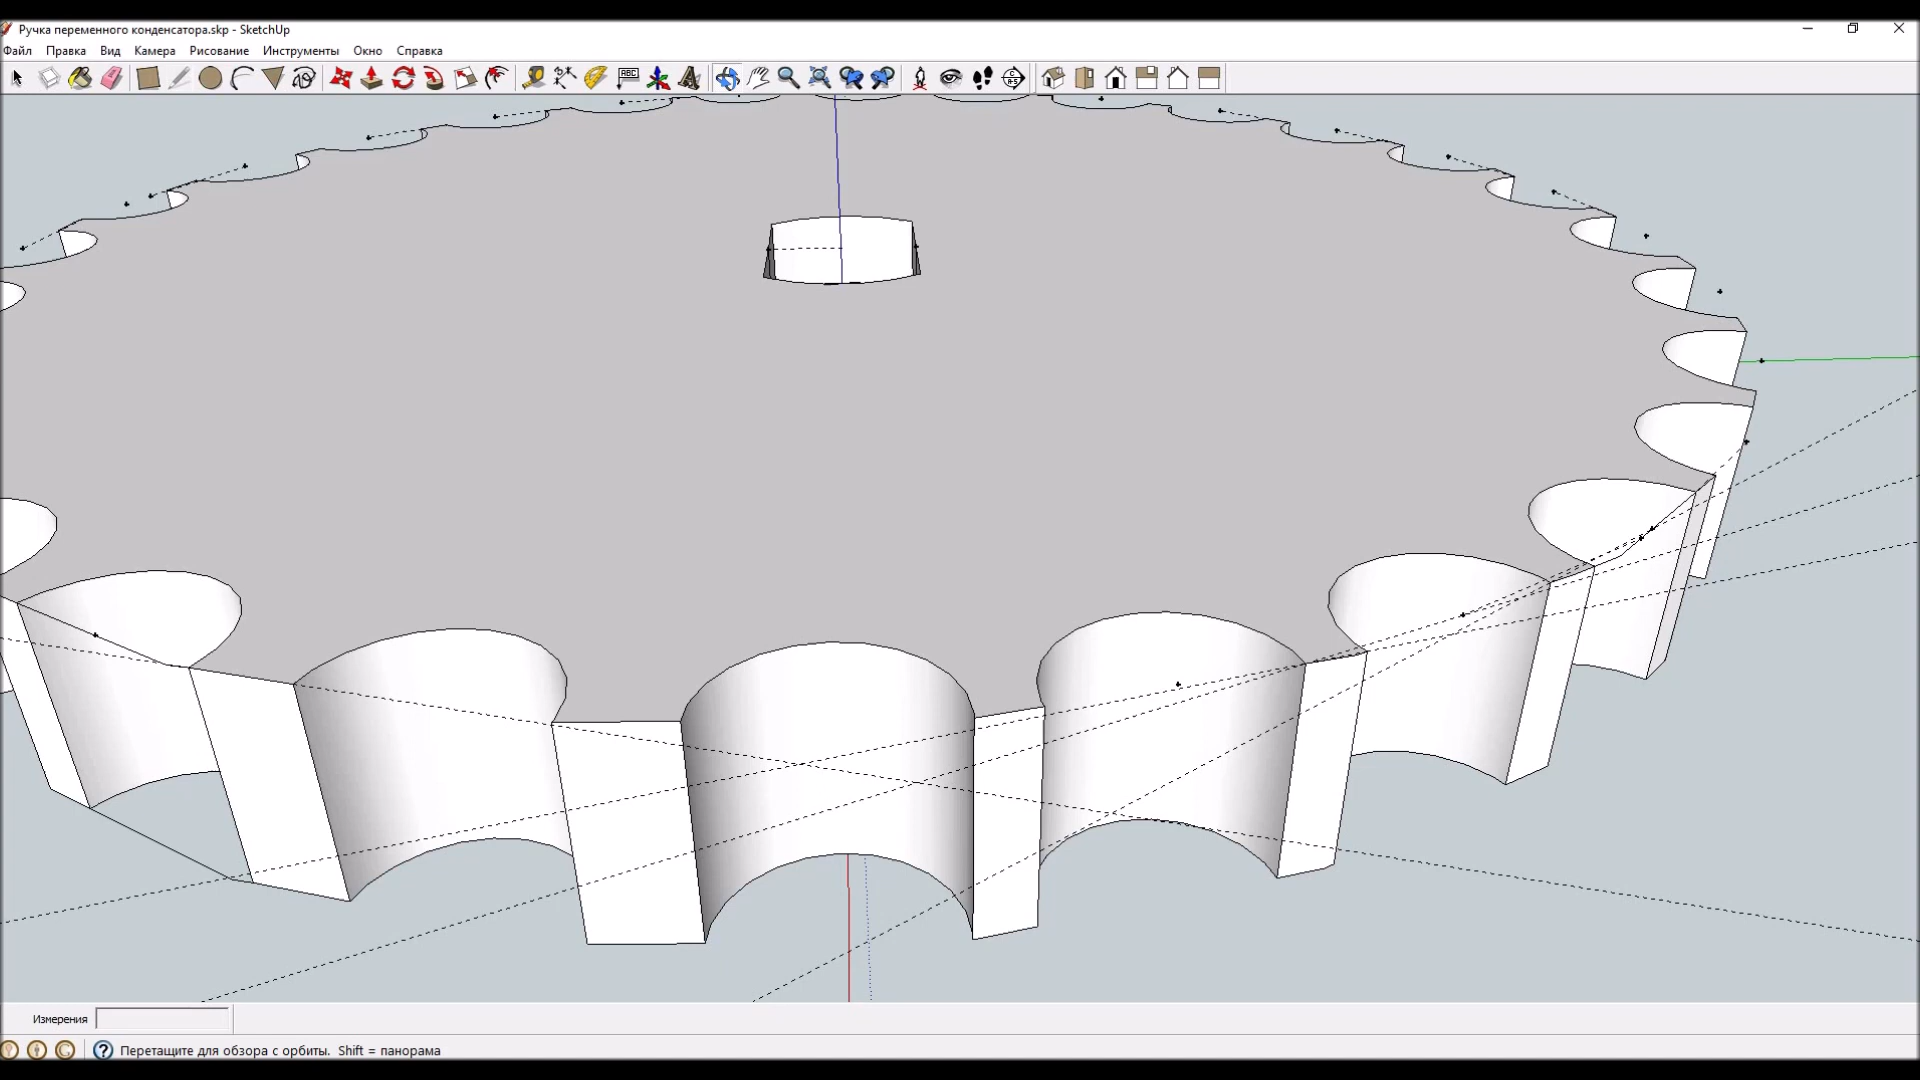 Ручка переменного конденсатора.skp - SketchUp
Файл Правка Вид Камера Рисование Инструменты Окно Справка
ABC
Измерения
Перетащите для обзора с орбиты. Shift = панорама